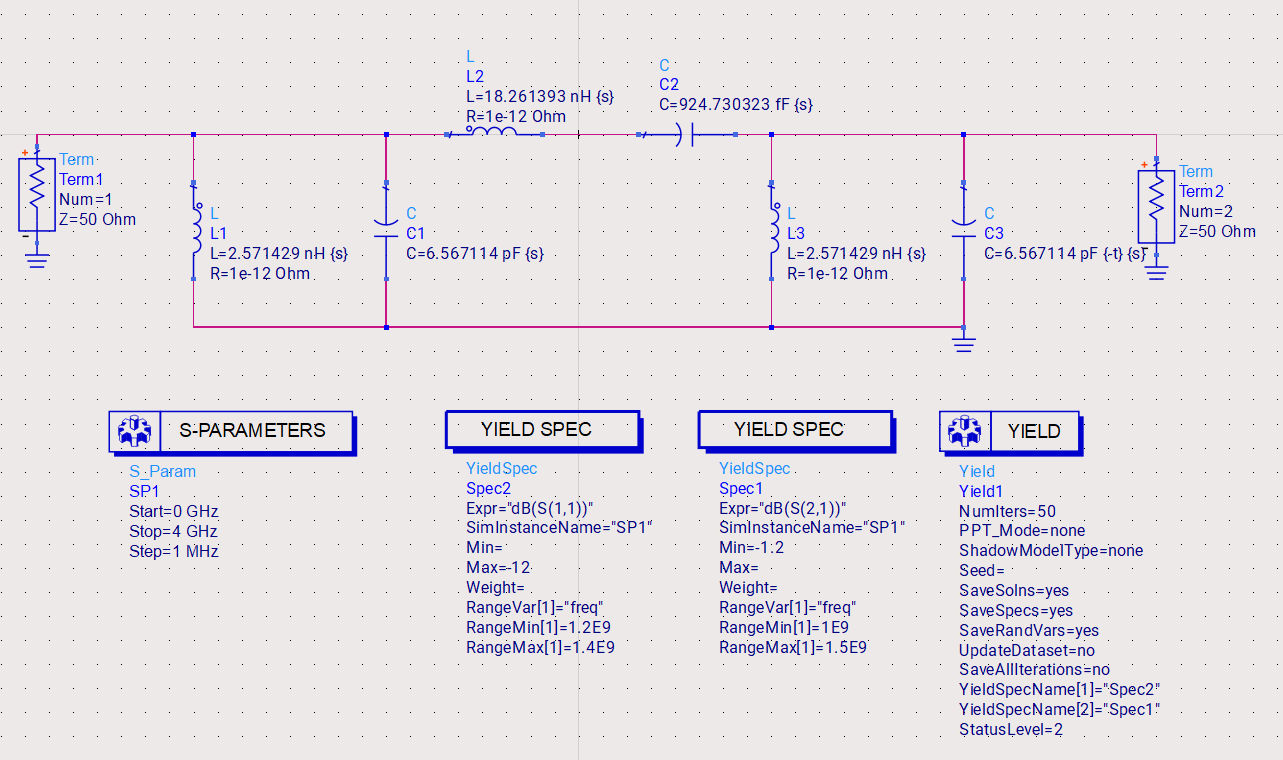 L
L2
L=18.261393 nH {s}
R=1e-12 Ohm
C
C2
C=924.730323 fF {s}
+
Term
Term1
Num=1
Z=50 Ohm
-
L
L1
L=2.571429 nH {s}
R=1e-12 Ohm
C
C1
C=6.567114 pF {s}
L
L3
L=2.571429 nH {s}
R=1e-12 Ohm
C
C3
C=6.567114 pF {-t} {s}
+
Term
Term2
Num=2
Z=50 Ohm
-
S-PARAMETERS
S_Param
SP1
Start=0 GHz
Stop=4 GHz
Step=1 MHz
YIELD SPEC
YieldSpec
Spec2
Expr="dB(S(1,1))"
SimInstanceName="SP1"
Min=
Max=-12
Weight=
RangeVar[1]="freq"
RangeMin[1]=1.2E9
RangeMax[1]=1.4E9
YIELD SPEC
YieldSpec
Spec1
Expr="dB(S(2,1))"
SimInstanceName="SP1"
Min=-1.2
Max=
Weight=
RangeVar[1]="freq"
RangeMin[1]=1E9
RangeMax[1]=1.5E9
YIELD
Yield
Yield1
NumIters=50
PPT_Mode=none
ShadowModelType=none
Seed=
SaveSolns=yes
SaveSpecs=yes
SaveRandVars=yes
UpdateDataset=no
SaveAllIterations=no
YieldSpecName[1]="Spec2"
YieldSpecName[2]="Spec1"
StatusLevel=2